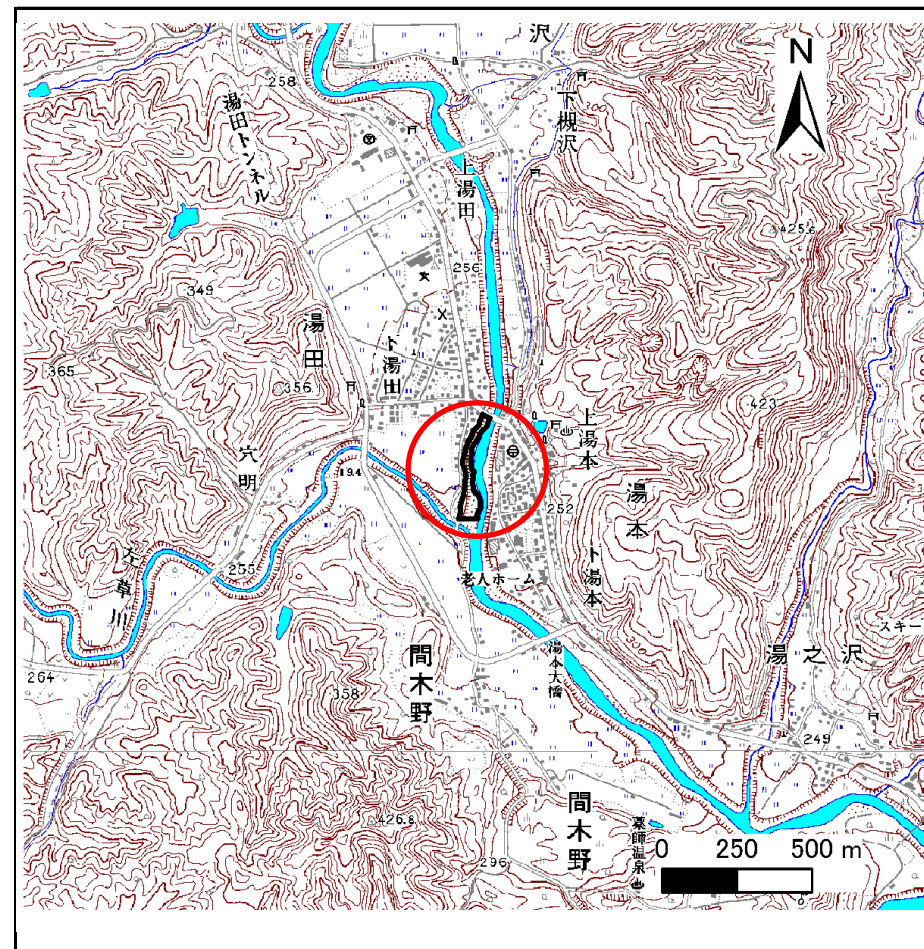 沢
N
258
湯田トンネル
下槻沢
上湯田
425.6
256
349
湯田
365
下湯田
356
423
上湯本
穴明
湯本
252
左草川
255
下湯本
老人ホーム
スキー
湯之沢
264
間木野
湯本大橋
358
249
426.8
間木野
薬師温泉
296
0 250 500 m